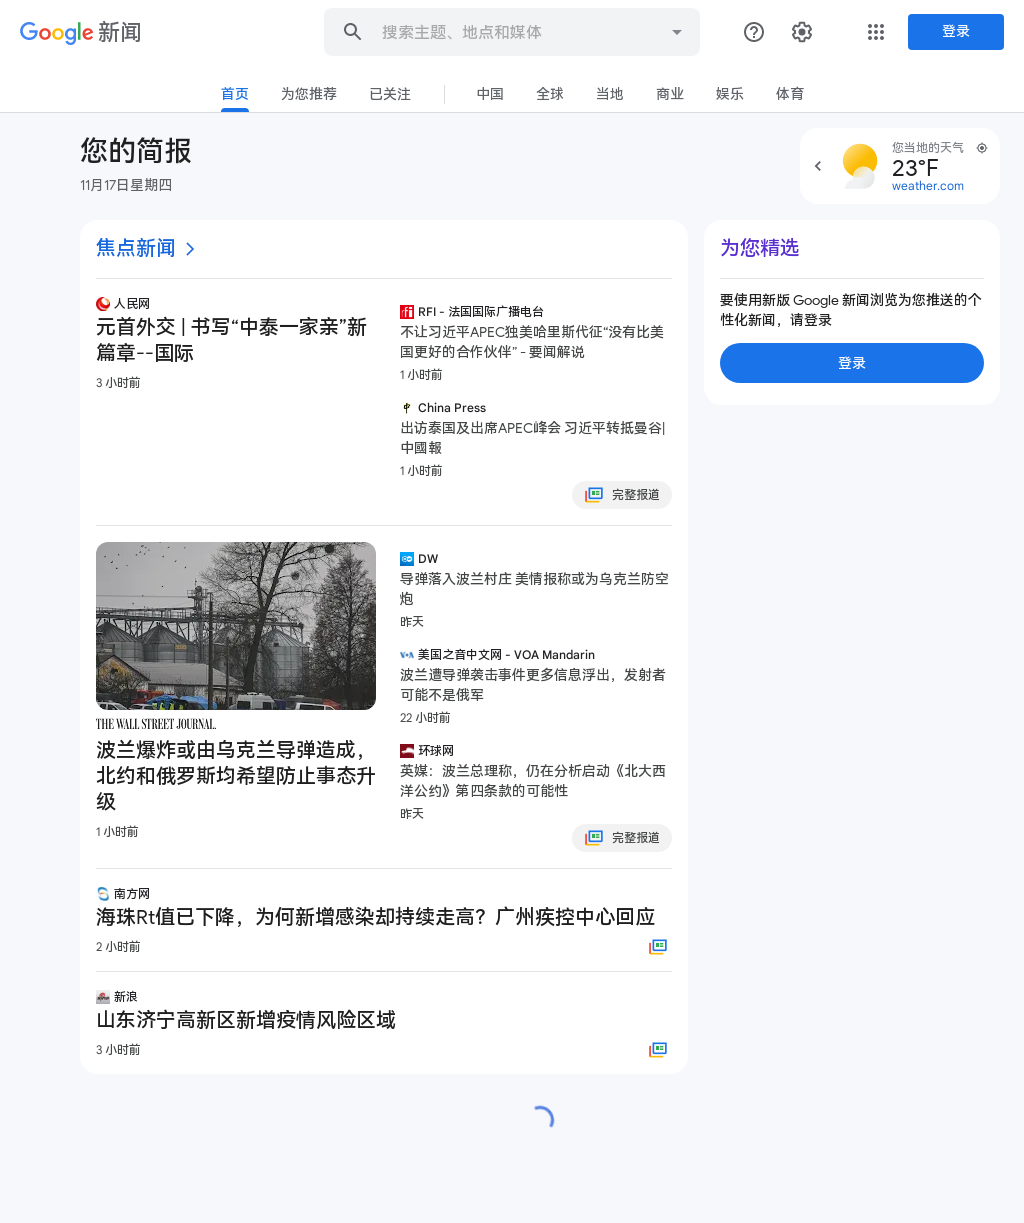 Google 新闻
搜索主题、地点和媒体
登录
首页
为您推荐
已关注
中国
全球
当地
商业
娱乐
体育
您的简报
11月17日星期四
您当地的天气
23°F
weather.com
焦点新闻
人民网
元首外交 | 书写“中泰一家亲”新
篇章--国际
3 小时前
RFI - 法国国际广播电台
不让习近平APEC独美哈里斯代征“没有比美
国更好的合作伙伴” - 要闻解说
1 小时前
China Press
出访泰国及出席APEC峰会 习近平转抵曼谷|
中國報
1 小时前
完整报道
THE WALL STREET JOURNAL.
波兰爆炸或由乌克兰导弹造成，
北约和俄罗斯均希望防止事态升
级
1 小时前
DW
导弹落入波兰村庄 美情报称或为乌克兰防空
炮
昨天
美国之音中文网 - VOA Mandarin
波兰遭导弹袭击事件更多信息浮出，发射者
可能不是俄军
22 小时前
环球网
英媒：波兰总理称，仍在分析启动《北大西
洋公约》第四条款的可能性
昨天
完整报道
南方网
海珠Rt值已下降，为何新增感染却持续走高？广州疾控中心回应
2 小时前
新浪
山东济宁高新区新增疫情风险区域
3 小时前
为您精选
要使用新版 Google 新闻浏览为您推送的个
性化新闻，请登录
登录